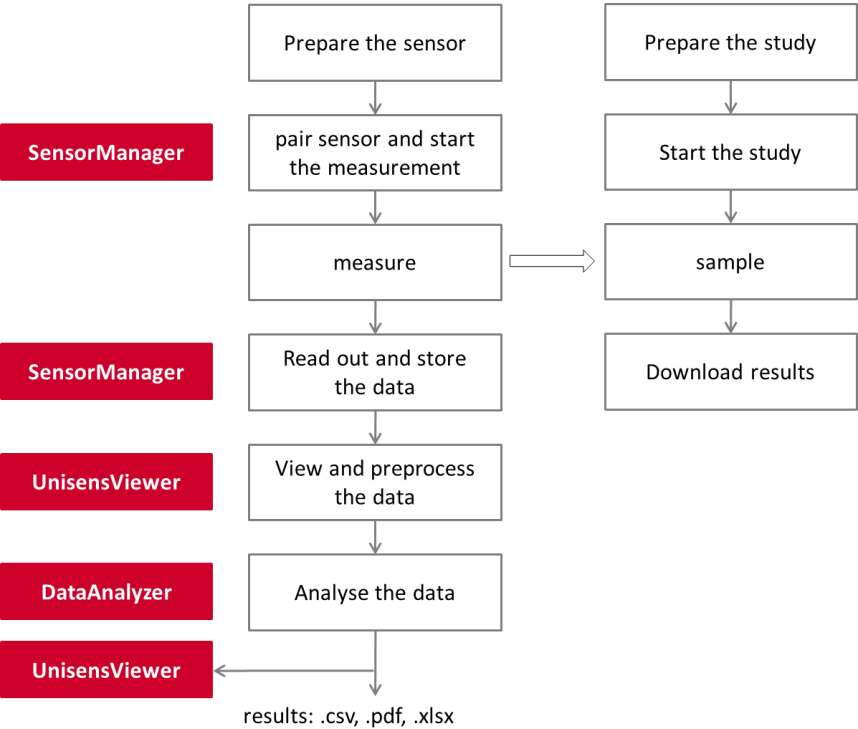 Prepare the sensor
Prepare the study
SensorManager
pair sensor and start
the measurement
Start the study
measure
sample
SensorManager
Read out and store
the data
Download results
UnisensViewer
View and preprocess
the data
DataAnalyzer
Analyse the data
UnisensViewer
results: .csv, .pdf, .xlsx